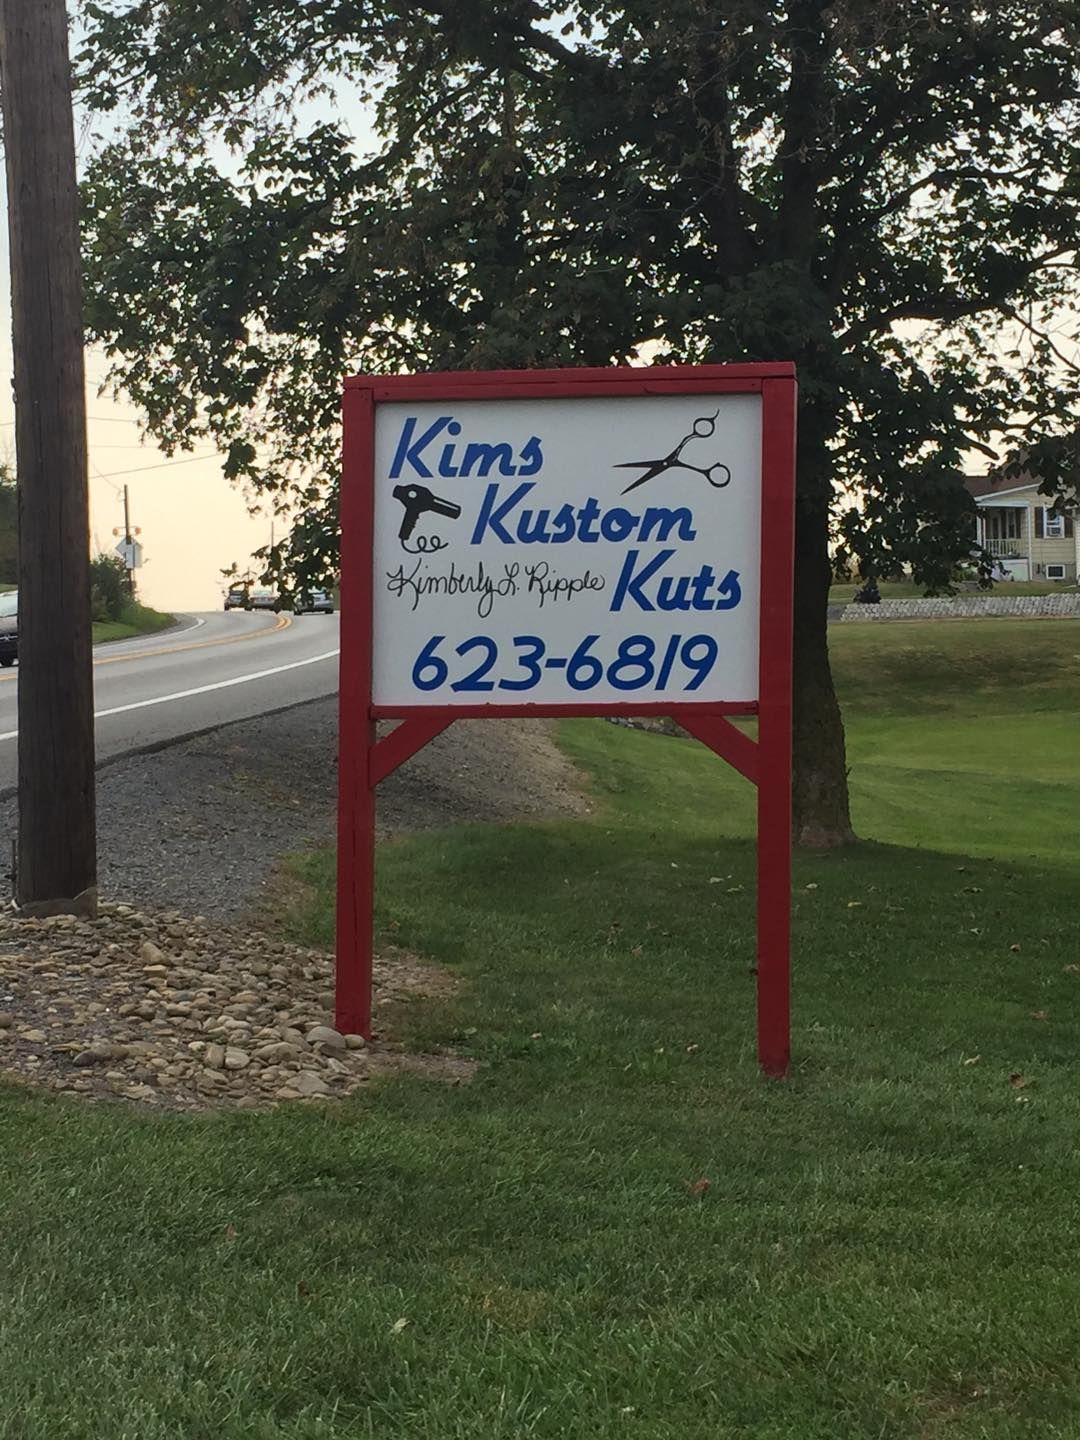 Kims
Kustom
Kimberly L. Ripple
Kuts
623-6819